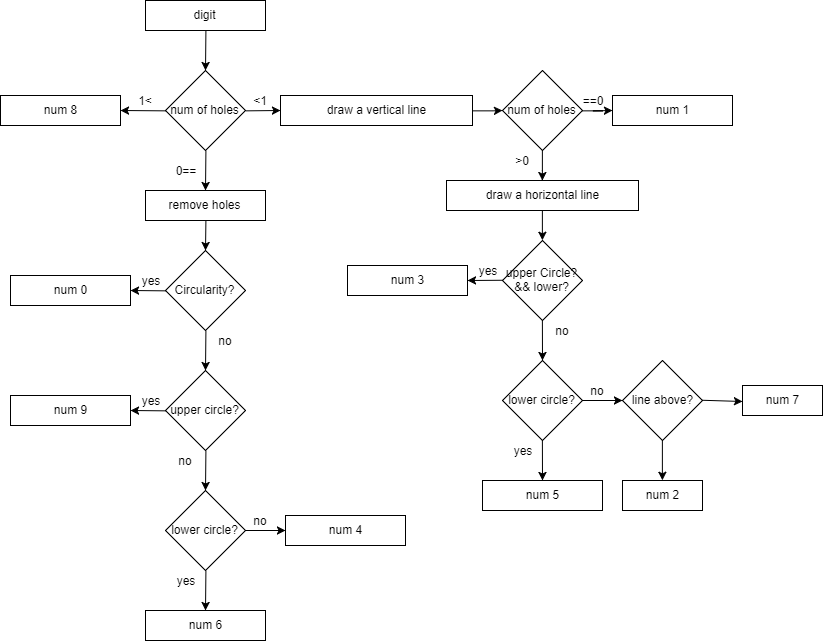 digit
num 8
1<
num of holes
<1
draw a vertical line
num of holes
==0
num 1
0==
>0
remove holes
draw a horizontal line
num 0
yes
Circularity?
num 3
yes
upper Circle?
&& lower?
no
no
num 9
yes
upper circle?
lower circle?
no
line above?
num 7
no
yes
num 5
num 2
lower circle?
no
num 4
yes
num 6